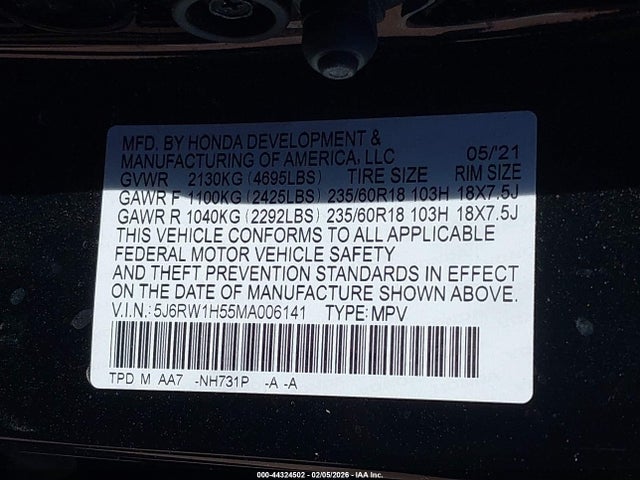 MFD. BY HONDA DEVELOPMENT &
MANUFACTURING OF AMERICA, LLC 05/'21
GVWR 2130KG (4695LBS) TIRE SIZE RIM SIZE
GAWR F 1100KG (2425LBS) 235/60R18 103H 18X7.5J
GAWR R 1040KG (2292LBS) 235/60R18 103H 18X7.5J
THIS VEHICLE CONFORMS TO ALL APPLICABLE
FEDERAL MOTOR VEHICLE SAFETY
AND THEFT PREVENTION STANDARDS IN EFFECT
ON THE DATE OF MANUFACTURE SHOWN ABOVE.
V.I.N.: 5J6RW1H55MA006141 TYPE: MPV
TPD M AA7 -NH731P -A -A
000-44324502 - 02/05/2026 - IAA Inc.